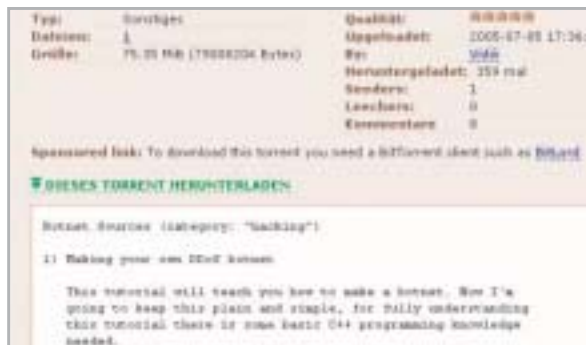 Typ: Sonstiges
Dateien: 1
Größe: 75.35 MiB (79008204 Bytes)
Qualität:
Upgeloadet: 2005-07-05 17:36:
By:
Heruntergeladet: 359 mal
Seeders: 1
Leechers: 0
Kommentare 0
Sponsored link: To download this torrent you need a BitTorrent client such as BitLord
DIESES TORRENT HERUNTERLADEN
Botnet Sources (category: "hacking")
1) Making your own DDoS botnet
This tutorial will teach you how to make a botnet. Now I'm
going to keep this plain and simple, for fully understanding
this tutorial there is some basic C++ programming knowledge
needed.